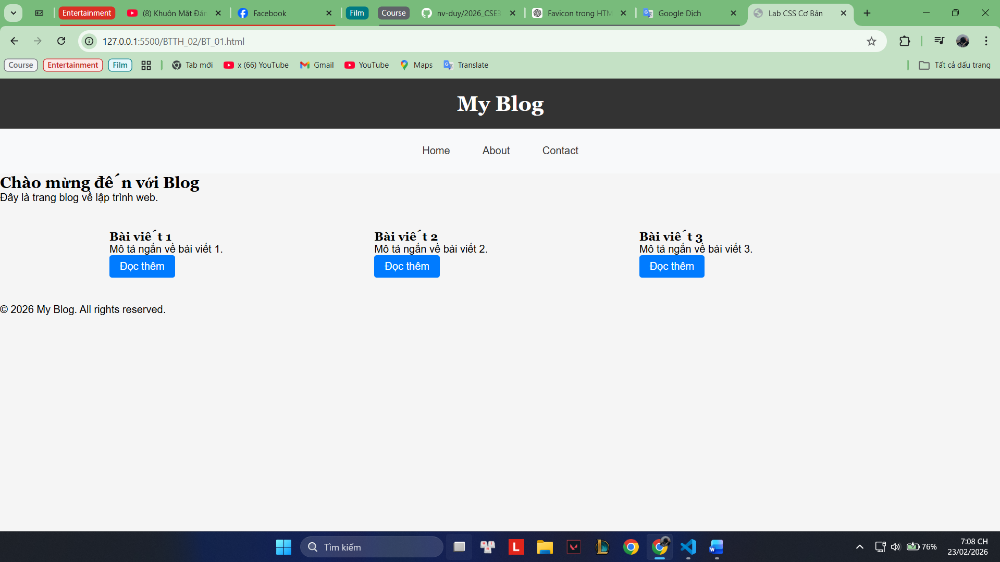 Entertainment
(8) Khuôn Mặt Đán
Facebook
Film
Course
nv-duy/2026_CSE3
Favicon trong HTM
Google Dịch
Lab CSS Cơ Bản
127.0.0.1:5500/BTTH_02/BT_01.html
Course
Entertainment
Film
Tab mới
x (66) YouTube
Gmail
YouTube
Maps
Translate
Tất cả dấu trang
My Blog
Home
About
Contact
Chào mừng đến với Blog
Đây là trang blog về lập trình web.
Bài viết 1
Mô tả ngắn về bài viết 1.
Đọc thêm
Bài viết 2
Mô tả ngắn về bài viết 2.
Đọc thêm
Bài viết 3
Mô tả ngắn về bài viết 3.
Đọc thêm
© 2026 My Blog. All rights reserved.
Tìm kiếm
76%
7:08 CH
23/02/2026